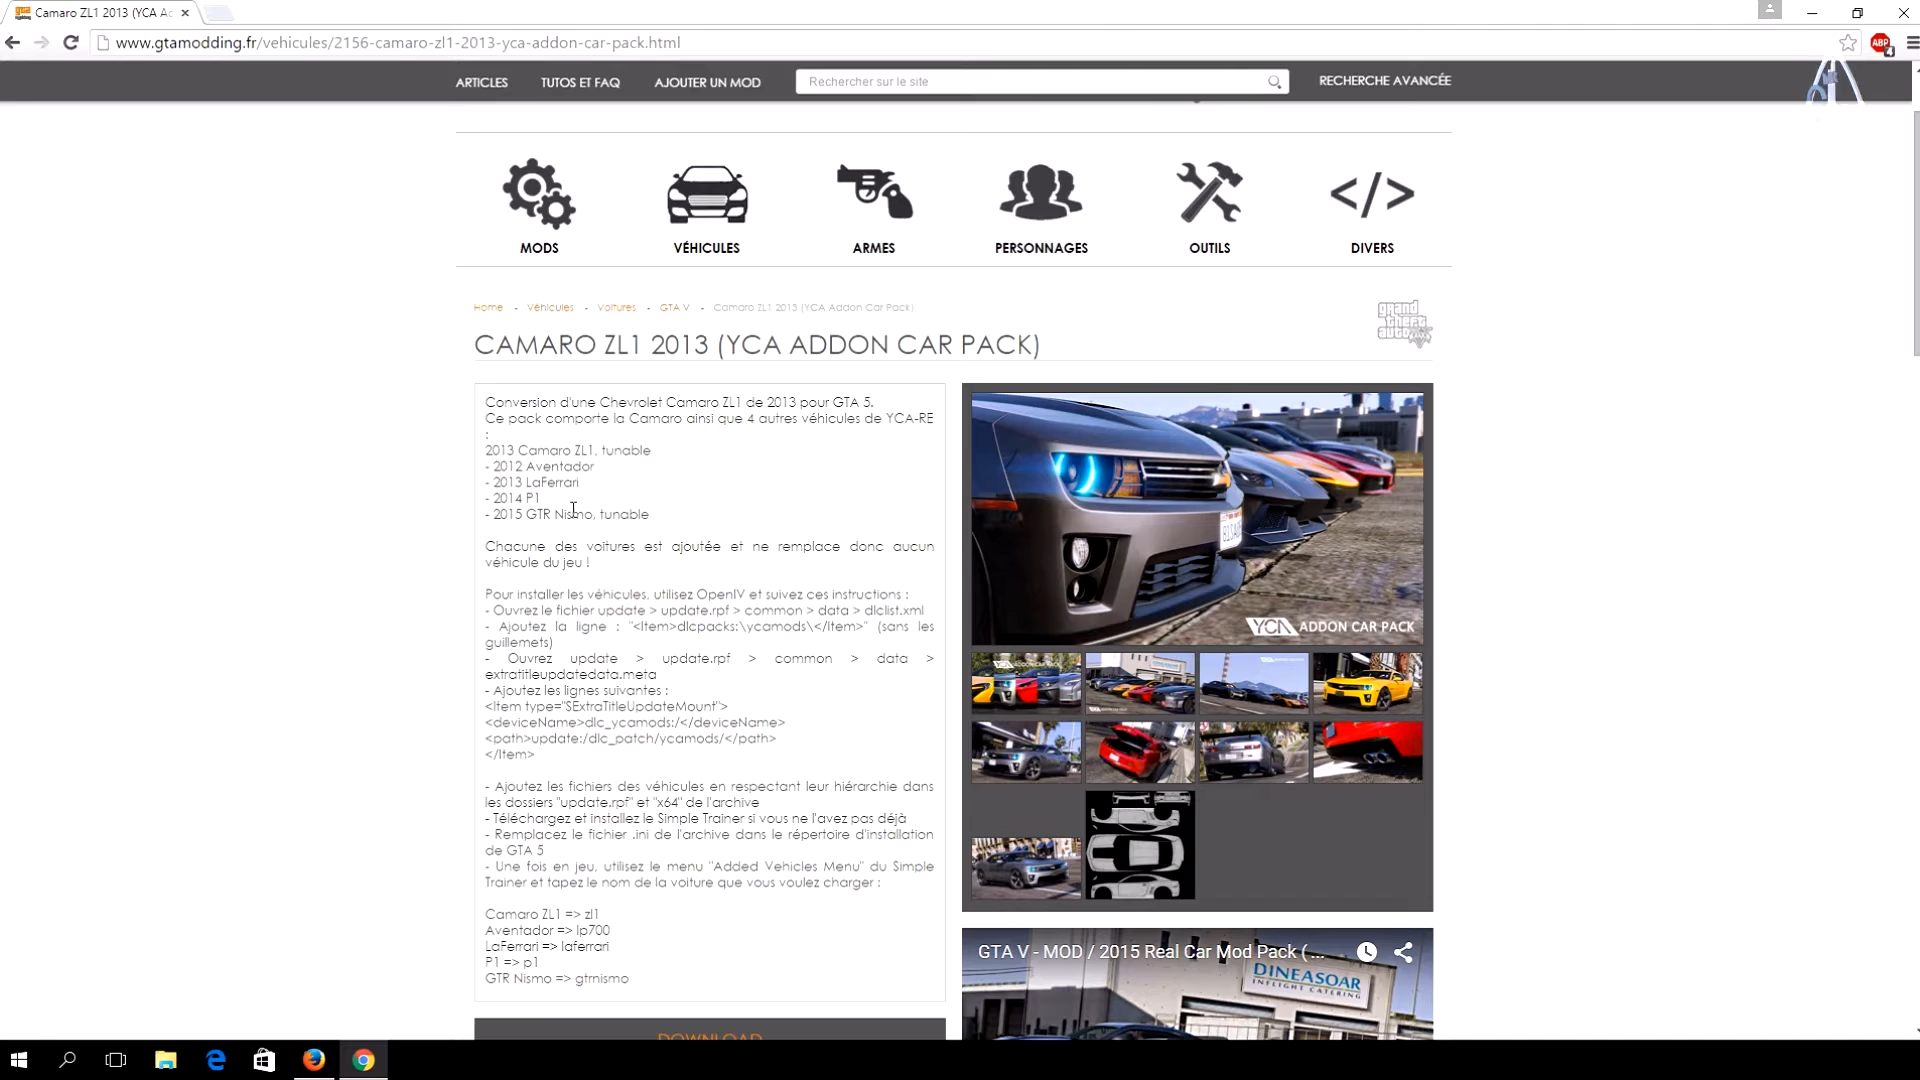 Camaro ZL1 2013 (YCA Ac
www.gtamodding.fr/vehicules/2156-camaro-zl1-2013-yca-addon-car-pack.html
ABP
4
ARTICLES
TUTOS ET FAQ
AJOUTER UN MOD
Rechercher sur le site
RECHERCHE AVANCÉE
MODS
VÉHICULES
ARMES
PERSONNAGES
OUTILS
DIVERS
Home - Véhicules - Voitures - GTA V - Camaro ZL1 2013 (YCA Addon Car Pack)
grand
theft
auto
CAMARO ZL1 2013 (YCA ADDON CAR PACK)
Conversion d'une Chevrolet Camaro ZL1 de 2013 pour GTA 5.
Ce pack comporte la Camaro ainsi que 4 autres véhicules de YCA-RE
:
2013 Camaro ZL1, tunable
- 2012 Aventador
- 2013 LaFerrari
- 2014 P1
- 2015 GTR Nismo, tunable
Chacune des voitures est ajoutée et ne remplace donc aucun
véhicule du jeu !
Pour installer les véhicules, utilisez OpenIV et suivez ces instructions :
- Ouvrez le fichier update > update.rpf > common > data > dlclist.xml
- Ajoutez la ligne : "<Item>dlcpacks:\ycamods\</Item>" (sans les
guillemets)
- Ouvrez update > update.rpf > common > data >
extratitleupdatedata.meta
- Ajoutez les lignes suivantes :
<Item type="SExtraTitleUpdateMount">
<deviceName>dlc_ycamods:/</deviceName>
<path>update:/dlc_patch/ycamods/</path>
</Item>
- Ajoutez les fichiers des véhicules en respectant leur hiérarchie dans
les dossiers "update.rpf" et "x64" de l'archive
- Téléchargez et installez le Simple Trainer si vous ne l'avez pas déjà
- Remplacez le fichier .ini de l'archive dans le répertoire d'installation
de GTA 5
- Une fois en jeu, utilisez le menu "Added Vehicles Menu" du Simple
Trainer et tapez le nom de la voiture que vous voulez charger :
Camaro ZL1 => zl1
Aventador => lp700
LaFerrari => laferrari
P1 => p1
GTR Nismo => gtrnismo
DOWNLOAD
YCA ADDON CAR PACK
GTA V - MOD / 2015 Real Car Mod Pack ( ...
DINEASOAR
INFLIGHT CATERING